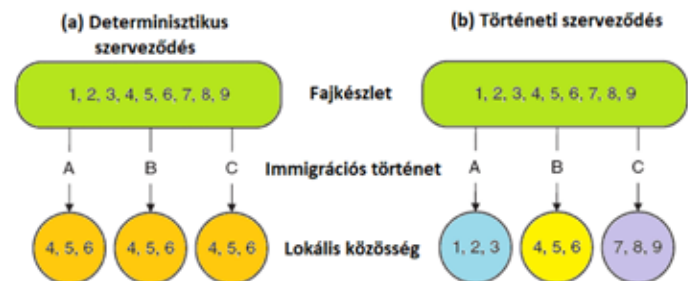 (a) Determinisztikus
szerveződés
(b) Történeti szerveződés
1, 2, 3, 4, 5, 6, 7, 8, 9
Fajkészlet
1, 2, 3, 4, 5, 6, 7, 8, 9
A
B
C
Immigrációs történet
A
B
C
4, 5, 6
4, 5, 6
4, 5, 6
Lokális közösség
1, 2, 3
4, 5, 6
7, 8, 9